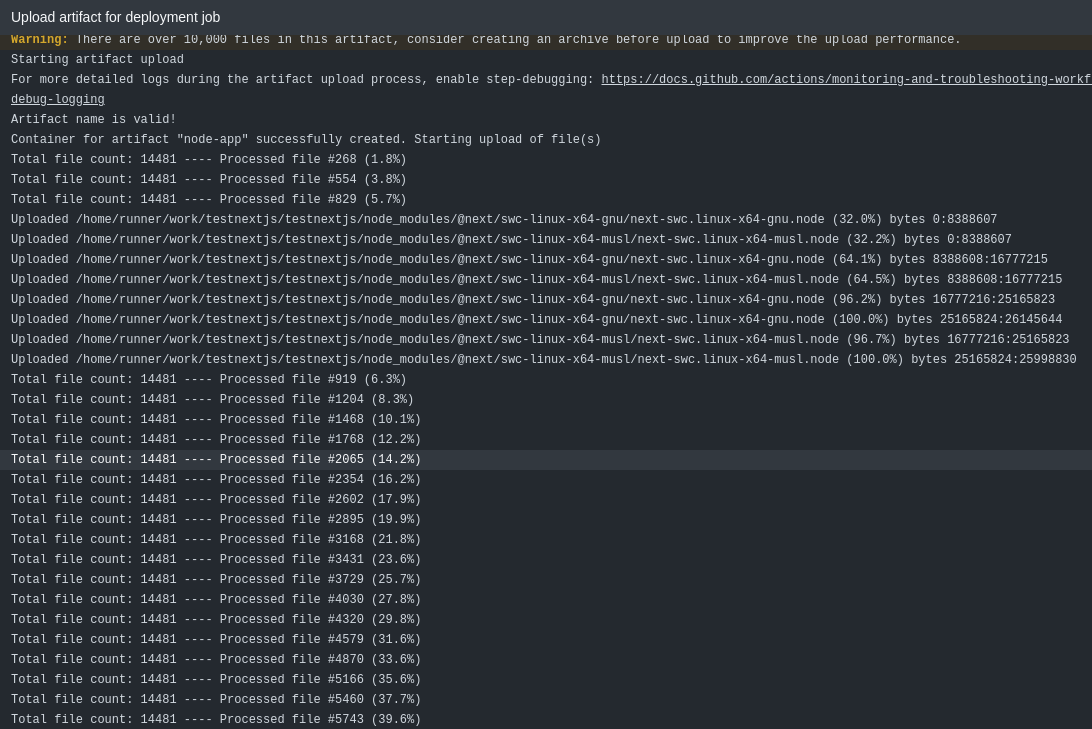 Upload artifact for deployment job
Warning: There are over 10,000 files in this artifact, consider creating an archive before upload to improve the upload performance.
Starting artifact upload
For more detailed logs during the artifact upload process, enable step-debugging: https://docs.github.com/actions/monitoring-and-troubleshooting-workf
debug-logging
Artifact name is valid!
Container for artifact "node-app" successfully created. Starting upload of file(s)
Total file count: 14481 ---- Processed file #268 (1.8%)
Total file count: 14481 ---- Processed file #554 (3.8%)
Total file count: 14481 ---- Processed file #829 (5.7%)
Uploaded /home/runner/work/testnextjs/testnextjs/node_modules/@next/swc-linux-x64-gnu/next-swc.linux-x64-gnu.node (32.0%) bytes 0:8388607
Uploaded /home/runner/work/testnextjs/testnextjs/node_modules/@next/swc-linux-x64-musl/next-swc.linux-x64-musl.node (32.2%) bytes 0:8388607
Uploaded /home/runner/work/testnextjs/testnextjs/node_modules/@next/swc-linux-x64-gnu/next-swc.linux-x64-gnu.node (64.1%) bytes 8388608:16777215
Uploaded /home/runner/work/testnextjs/testnextjs/node_modules/@next/swc-linux-x64-musl/next-swc.linux-x64-musl.node (64.5%) bytes 8388608:16777215
Uploaded /home/runner/work/testnextjs/testnextjs/node_modules/@next/swc-linux-x64-gnu/next-swc.linux-x64-gnu.node (96.2%) bytes 16777216:25165823
Uploaded /home/runner/work/testnextjs/testnextjs/node_modules/@next/swc-linux-x64-gnu/next-swc.linux-x64-gnu.node (100.0%) bytes 25165824:26145644
Uploaded /home/runner/work/testnextjs/testnextjs/node_modules/@next/swc-linux-x64-musl/next-swc.linux-x64-musl.node (96.7%) bytes 16777216:25165823
Uploaded /home/runner/work/testnextjs/testnextjs/node_modules/@next/swc-linux-x64-musl/next-swc.linux-x64-musl.node (100.0%) bytes 25165824:25998830
Total file count: 14481 ---- Processed file #919 (6.3%)
Total file count: 14481 ---- Processed file #1204 (8.3%)
Total file count: 14481 ---- Processed file #1468 (10.1%)
Total file count: 14481 ---- Processed file #1768 (12.2%)
Total file count: 14481 ---- Processed file #2065 (14.2%)
Total file count: 14481 ---- Processed file #2354 (16.2%)
Total file count: 14481 ---- Processed file #2602 (17.9%)
Total file count: 14481 ---- Processed file #2895 (19.9%)
Total file count: 14481 ---- Processed file #3168 (21.8%)
Total file count: 14481 ---- Processed file #3431 (23.6%)
Total file count: 14481 ---- Processed file #3729 (25.7%)
Total file count: 14481 ---- Processed file #4030 (27.8%)
Total file count: 14481 ---- Processed file #4320 (29.8%)
Total file count: 14481 ---- Processed file #4579 (31.6%)
Total file count: 14481 ---- Processed file #4870 (33.6%)
Total file count: 14481 ---- Processed file #5166 (35.6%)
Total file count: 14481 ---- Processed file #5460 (37.7%)
Total file count: 14481 ---- Processed file #5743 (39.6%)